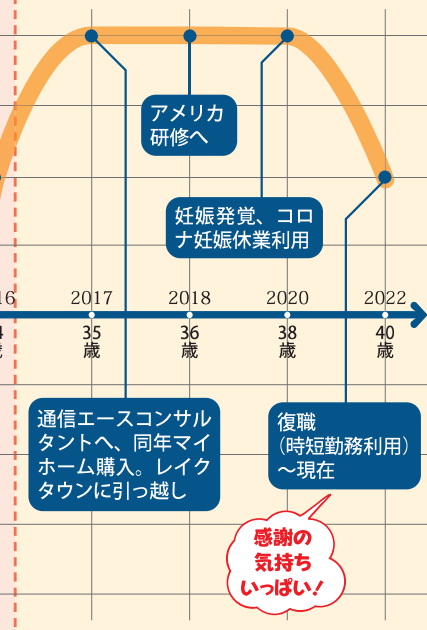 アメリカ
研修へ
妊娠発覚、コロ
ナ妊娠休業利用
2017
2018
2020
2022
35
歳
36
歳
38
歳
40
歳
通信エースコンサル
タントへ、同年マイ
ホーム購入。レイク
タウンに引っ越し
復職
（時短勤務利用）
～現在
感謝の
気持ち
いっぱい！